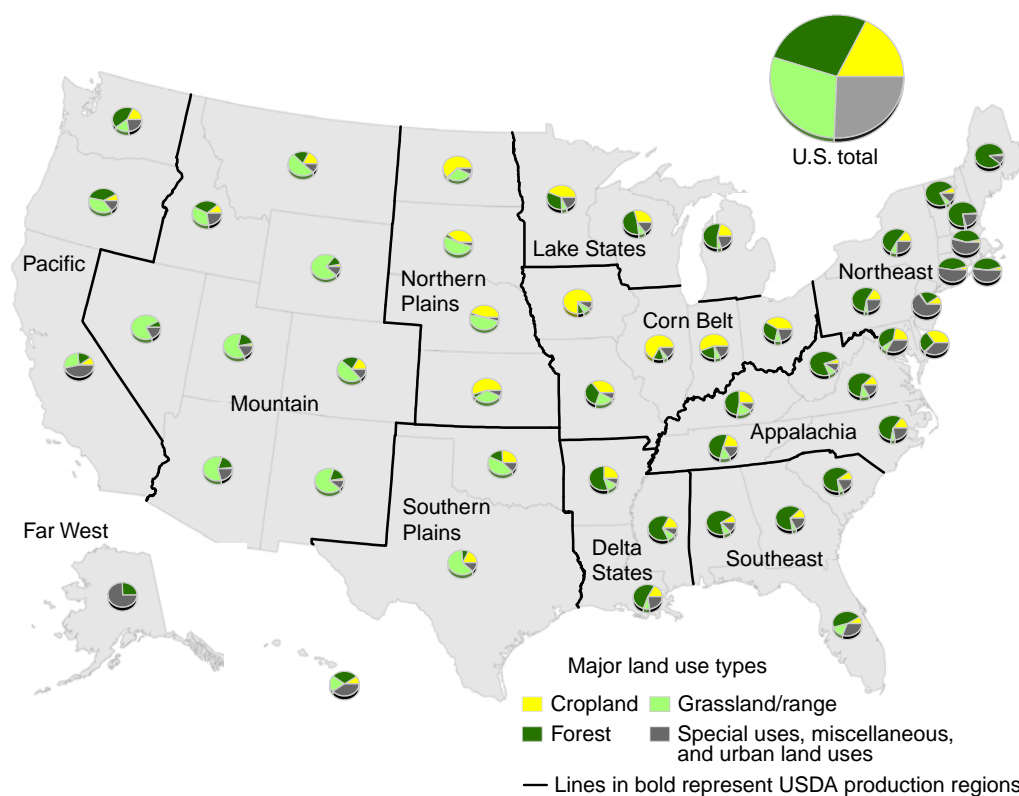 U.S. total
Pacific
Northern
Plains
Lake States
Northeast
Corn Belt
Mountain
Appalachia
Southern
Plains
Far West
Delta
States
Southeast
Major land use types
Cropland
Grassland/range
Forest
Special uses, miscellaneous,
and urban land uses
Lines in bold represent USDA production regions